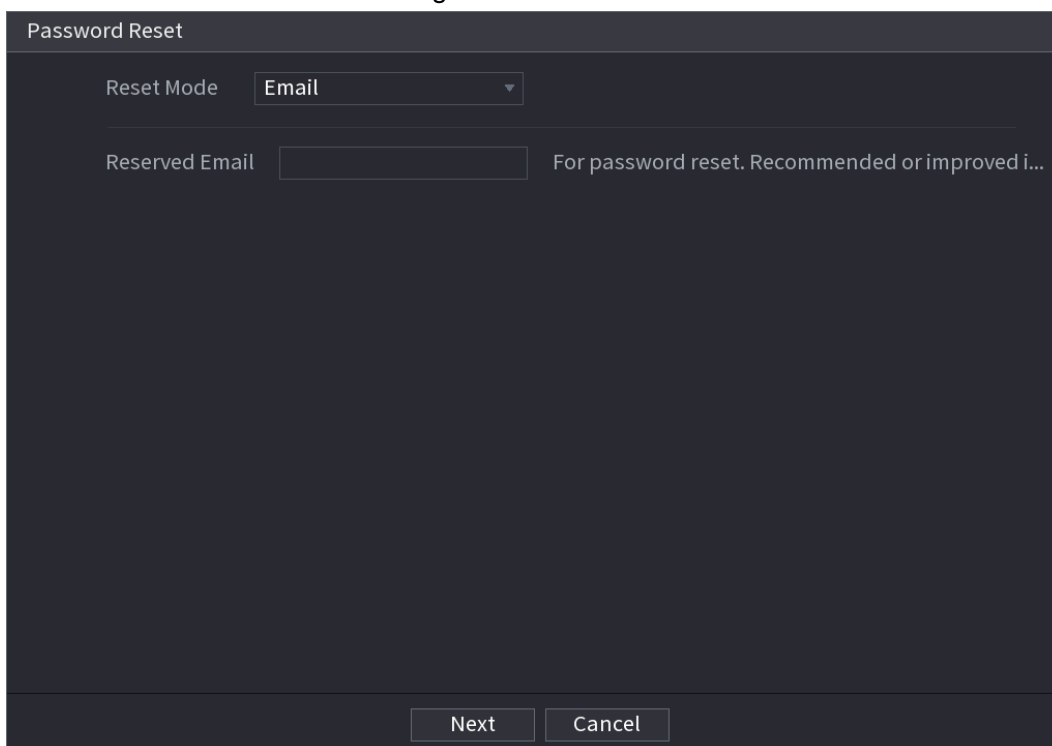 Password Reset
Reset Mode Email
Reserved Email For password reset. Recommended or improved i...
Next Cancel